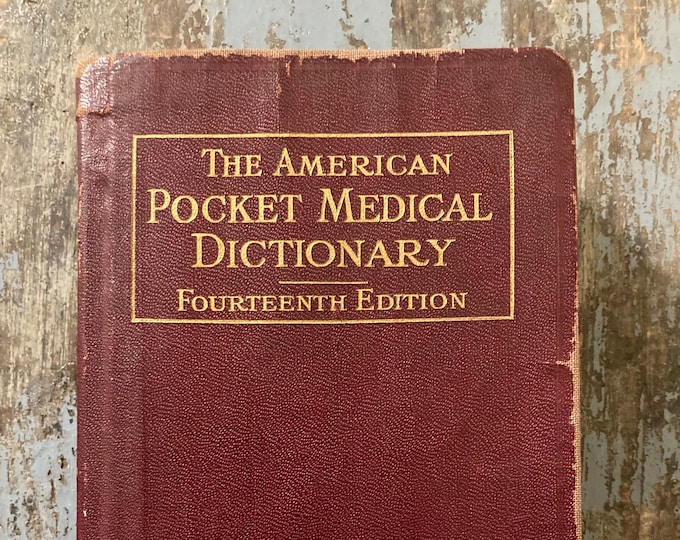 THE AMERICAN
POCKET MEDICAL
DICTIONARY
FOURTEENTH EDITION